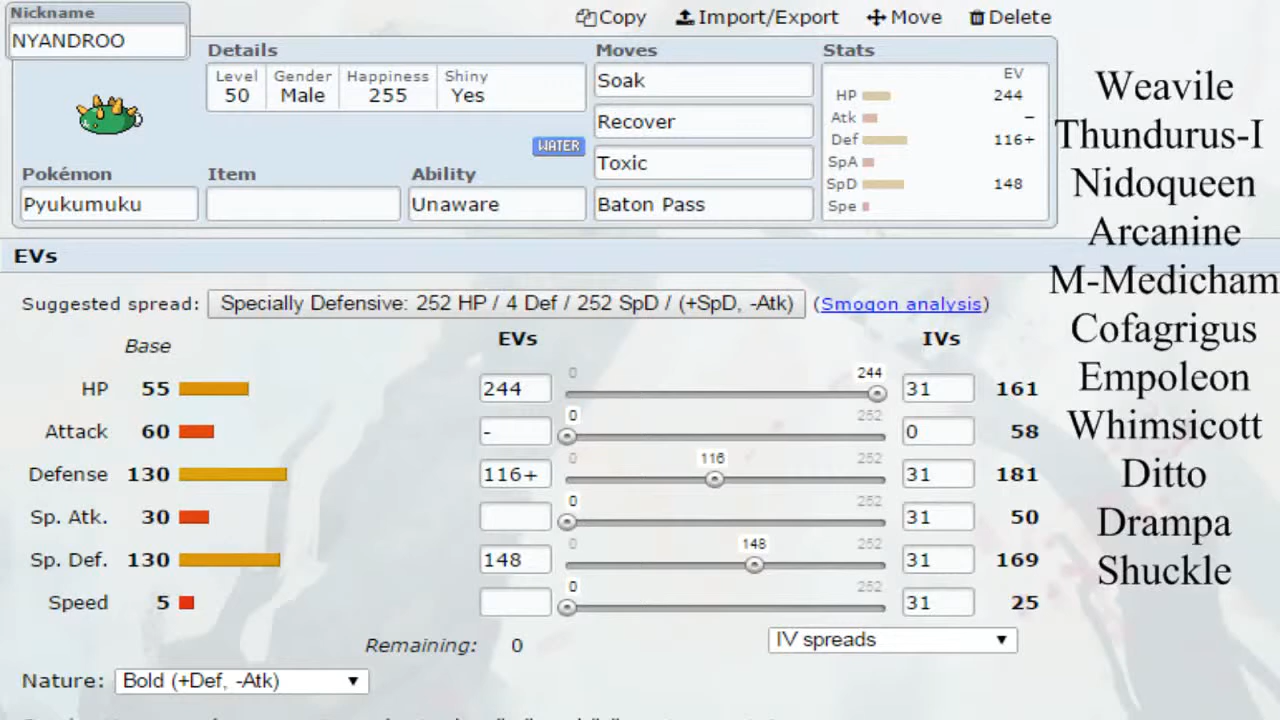 Nickname
NYANDROO
Copy Import/Export Move Delete
Details
Level Gender Happiness Shiny
50 Male 255 Yes
WATER
Pokémon Item Ability
Pyukumuku Unaware
Moves
Soak
Recover
Toxic
Baton Pass
Stats
EV
HP 244
Atk –
Def 116+
SpA
SpD 148
Spe
EVs
Suggested spread: Specially Defensive: 252 HP / 4 Def / 252 SpD / (+SpD, -Atk) (Smogon analysis)
Base EVs IVs
0 244
HP 55 244 31 161
0 252
Attack 60 - 0 58
0 116 252
Defense 130 116+ 31 181
0 252
Sp. Atk. 30 31 50
0 148 252
Sp. Def. 130 148 31 169
0 252
Speed 5 31 25
Remaining: 0 IV spreads
Nature: Bold (+Def, -Atk)
Weavile
Thundurus-I
Nidoqueen
Arcanine
M-Medicham
Cofagrigus
Empoleon
Whimsicott
Ditto
Drampa
Shuckle